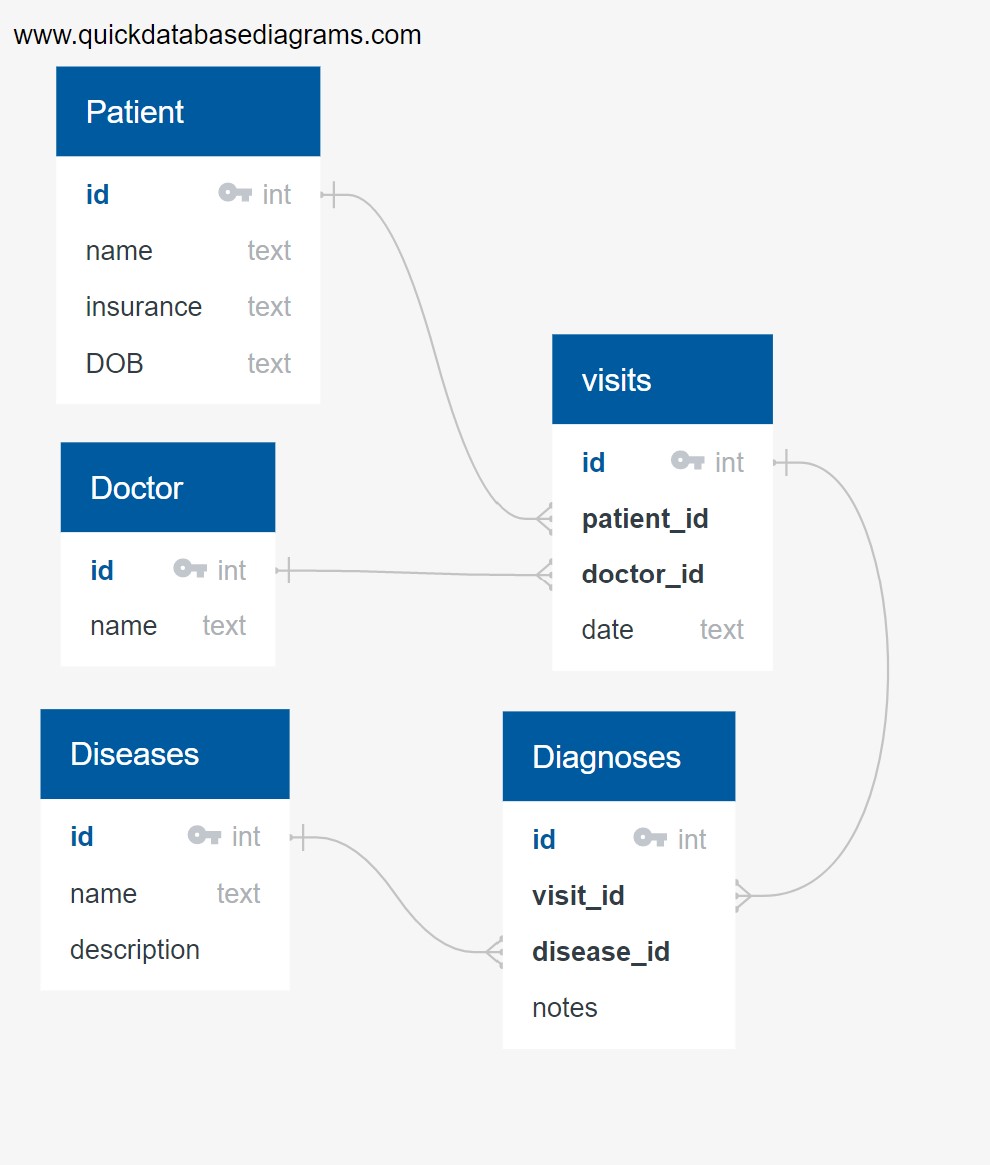 www.quickdatabasediagrams.com
Patient
id int
name text
insurance text
DOB text
Doctor
id int
name text
Diseases
id int
name text
description
visits
id int
patient_id
doctor_id
date text
Diagnoses
id int
visit_id
disease_id
notes